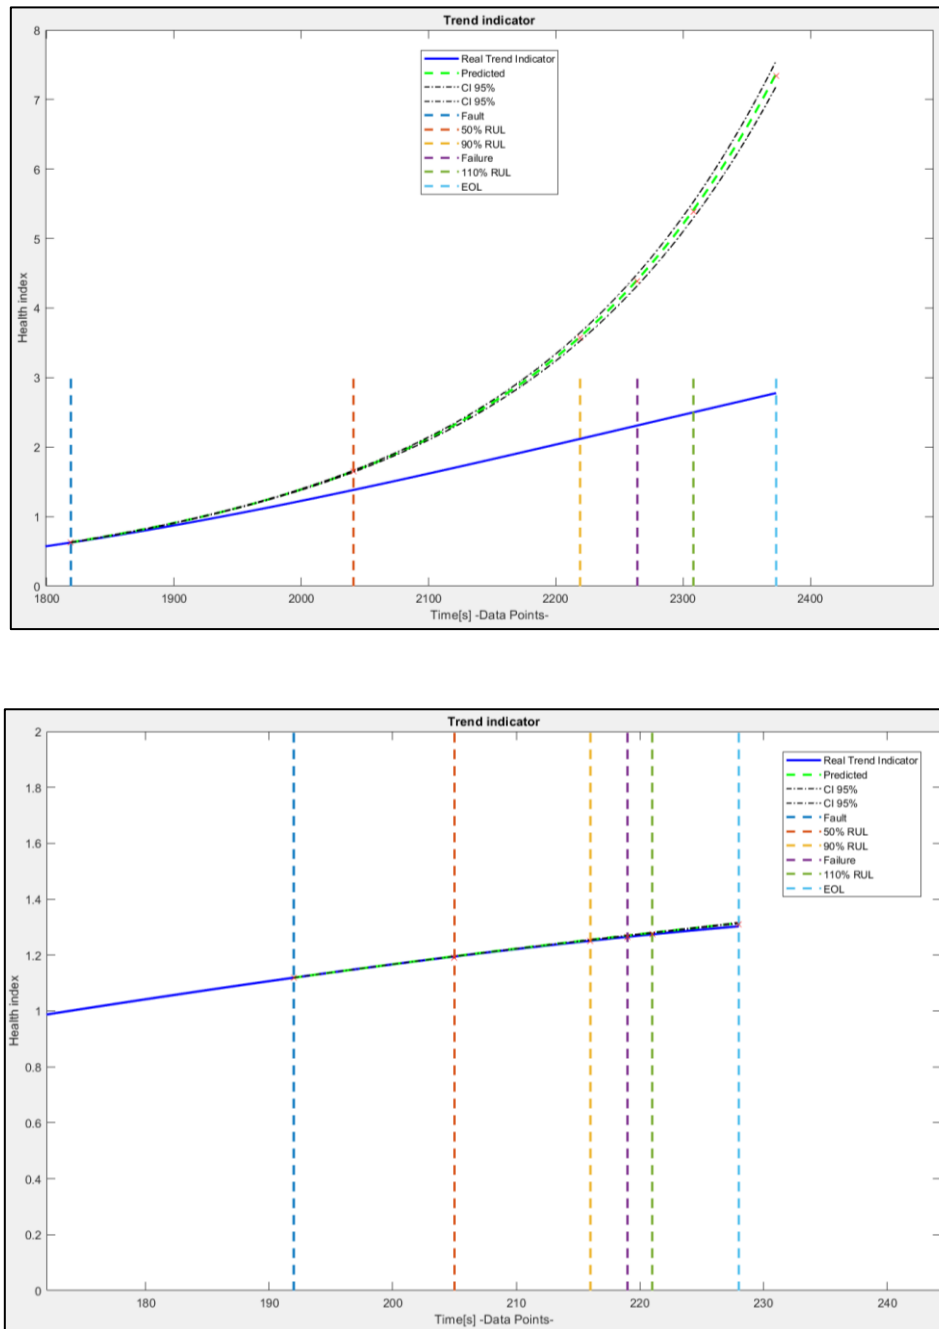 Trend indicator
8
7
6
5
4
3
2
1
0
Health index
Real Trend Indicator
Predicted
CI 95%
CI 95%
Fault
50% RUL
90% RUL
Failure
110% RUL
EOL
1800 1900 2000 2100 2200 2300 2400
Time[s] -Data Points-
Trend indicator
2
1.8
1.6
1.4
1.2
1
0.8
0.6
0.4
0.2
0
Health index
Real Trend Indicator
Predicted
CI 95%
CI 95%
Fault
50% RUL
90% RUL
Failure
110% RUL
EOL
180 190 200 210 220 230 240
Time[s] -Data Points-